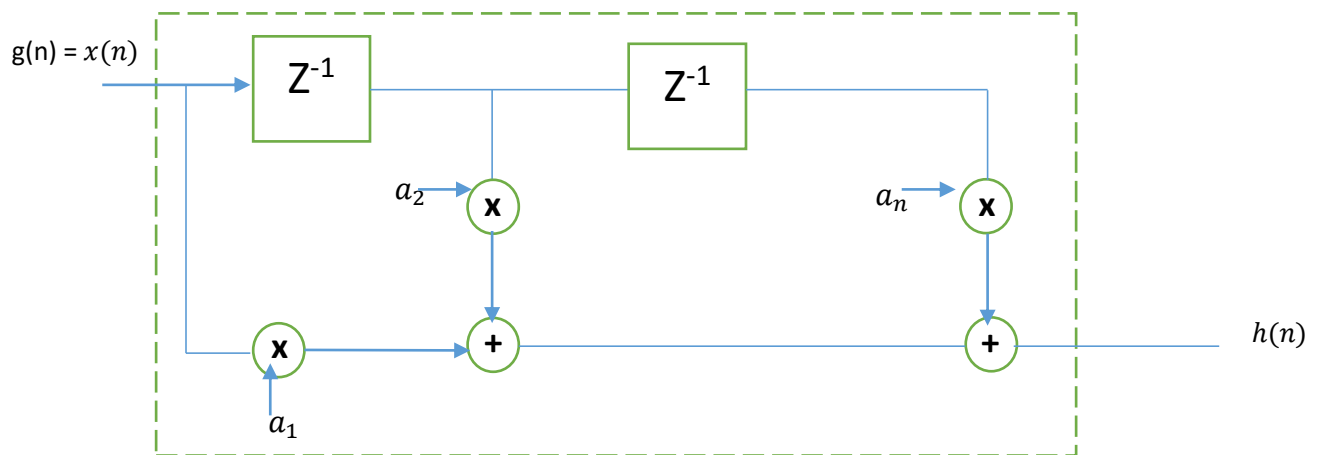 g(n) = x(n)
Z⁻¹
Z⁻¹
a₂
x
aₙ
x
x
+
+
h(n)
a₁